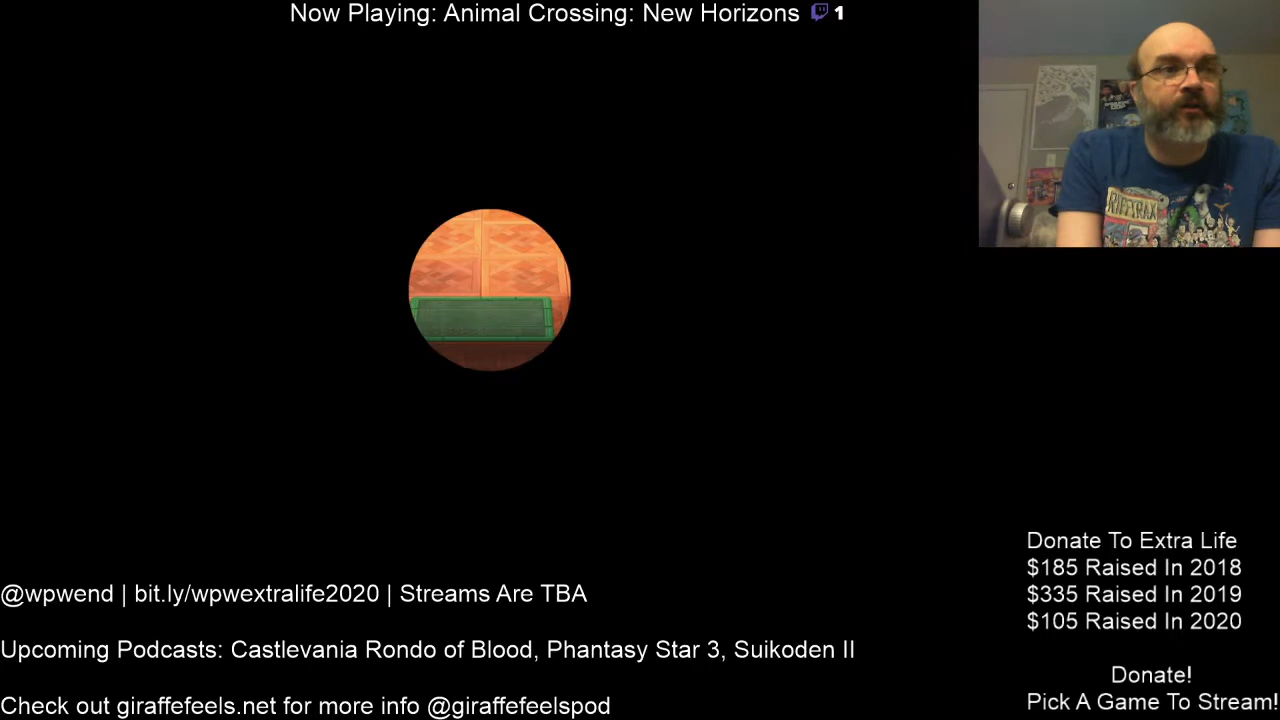 Now Playing: Animal Crossing: New Horizons 1
RIFFTRAX
@wpwend | bit.ly/wpwextralife2020 | Streams Are TBA
Upcoming Podcasts: Castlevania Rondo of Blood, Phantasy Star 3, Suikoden II
Check out giraffefeels.net for more info @giraffefeelspod
Donate To Extra Life
$185 Raised In 2018
$335 Raised In 2019
$105 Raised In 2020
Donate!
Pick A Game To Stream!